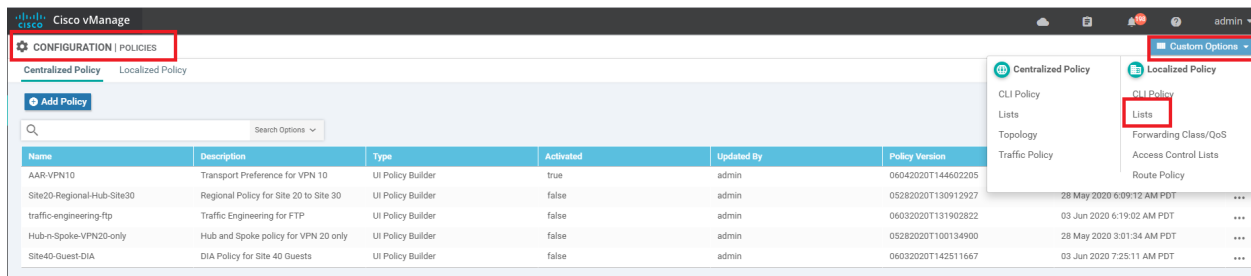 CISCO Cisco vManage 198 admin
CONFIGURATION | POLICIES Custom Options
Centralized Policy Localized Policy
Add Policy
Search Options
Centralized Policy Localized Policy
CLI Policy CLI Policy
Lists Lists
Topology Forwarding Class/QoS
Traffic Policy Access Control Lists
Route Policy
Name Description Type Activated Updated By Policy Version
AAR-VPN10 Transport Preference for VPN 10 UI Policy Builder true admin 06042020T144602205
Site20-Regional-Hub-Site30 Regional Policy for Site 20 to Site 30 UI Policy Builder false admin 05282020T130912927 28 May 2020 6:09:12 AM PDT
traffic-engineering-ftp Traffic Engineering for FTP UI Policy Builder false admin 06032020T131902822 03 Jun 2020 6:19:02 AM PDT
Hub-n-Spoke-VPN20-only Hub and Spoke policy for VPN 20 only UI Policy Builder false admin 05282020T100134900 28 May 2020 3:01:34 AM PDT
Site40-Guest-DIA DIA Policy for Site 40 Guests UI Policy Builder false admin 06032020T142511667 03 Jun 2020 7:25:11 AM PDT